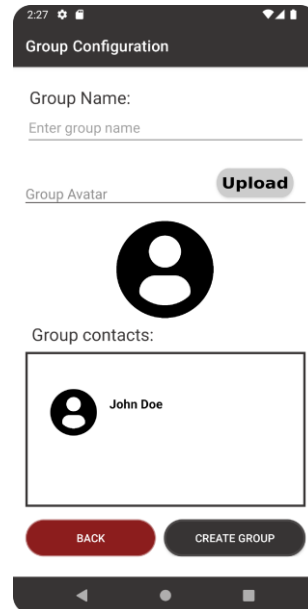 2:27
Group Configuration
Group Name:
Enter group name
Upload
Group Avatar
Group contacts:
John Doe
BACK CREATE GROUP